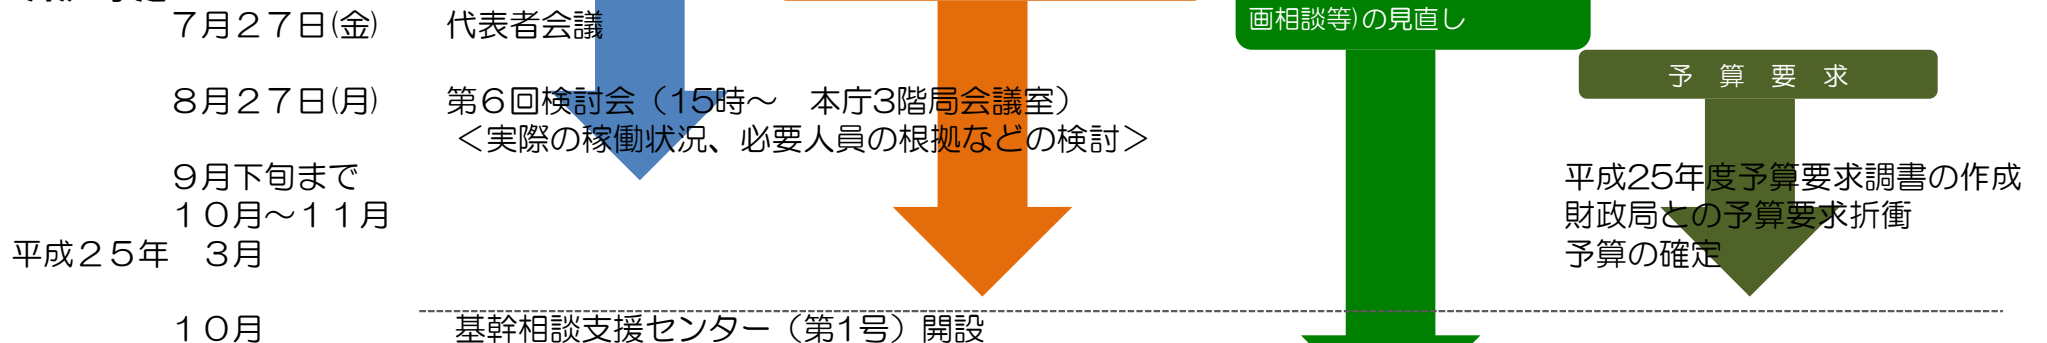 画相談等)の見直し
７月２７日(金)　代表者会議
予　算　要　求
８月２７日(月)　第６回検討会（15時～　本庁3階局会議室）
＜実際の稼働状況、必要人員の根拠などの検討＞
９月下旬まで　平成25年度予算要求調書の作成
１０月～１１月　財政局との予算要求折衝
平成２５年　３月　予算の確定
１０月　基幹相談支援センター（第1号）開設